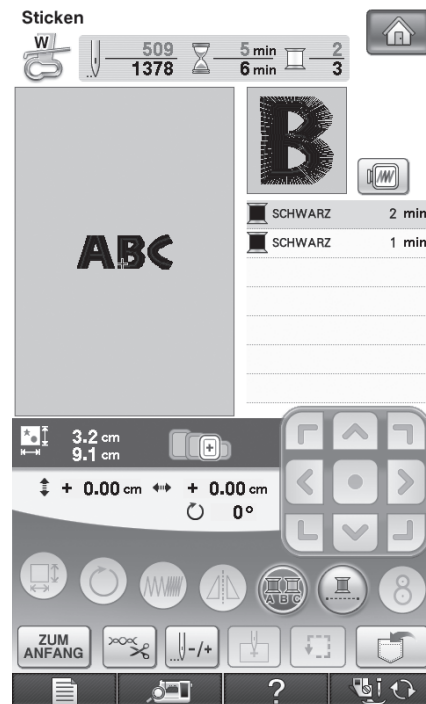 Sticken
W
509 5 min 2
1378 6 min 3
B
SCHWARZ 2 min
SCHWARZ 1 min
ABC
3.2 cm
9.1 cm
+ 0.00 cm + 0.00 cm
0°
A B C
8
ZUM
ANFANG
-/+
?